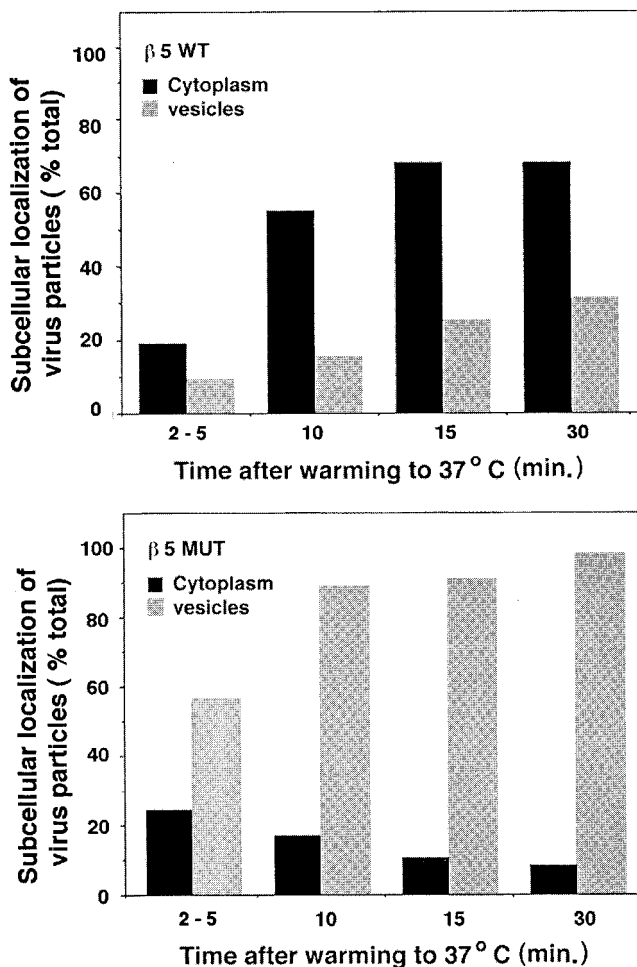 β 5 WT
Cytoplasm
vesicles
100
80
60
40
20
0
Subcellular localization of
virus particles ( % total)
2 - 5
10
15
30
Time after warming to 37° C (min.)
β 5 MUT
Cytoplasm
vesicles
100
80
60
40
20
0
Subcellular localization of
virus particles ( % total)
2 - 5
10
15
30
Time after warming to 37° C (min.)